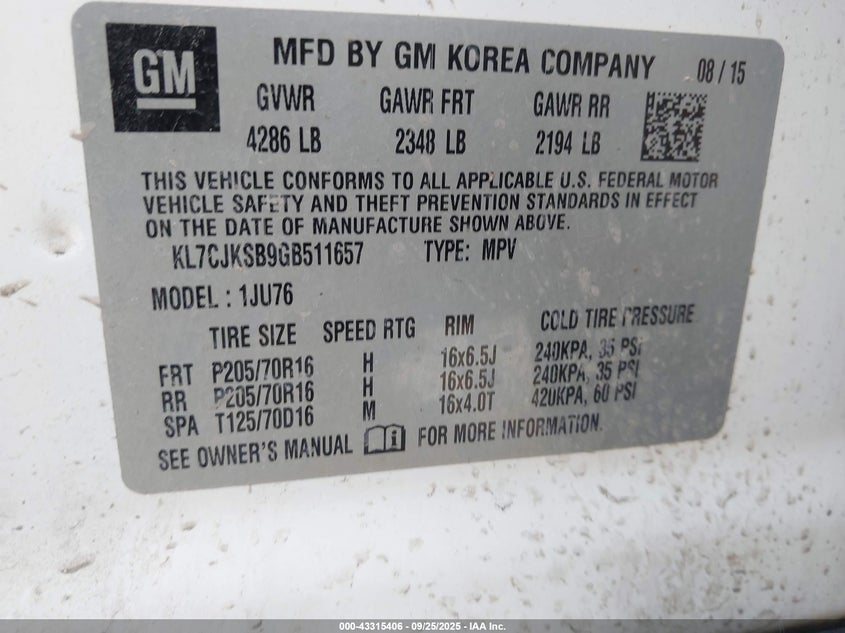 GM
MFD BY GM KOREA COMPANY 08 / 15
GVWR GAWR FRT GAWR RR
4286 LB 2348 LB 2194 LB
THIS VEHICLE CONFORMS TO ALL APPLICABLE U.S. FEDERAL MOTOR
VEHICLE SAFETY AND THEFT PREVENTION STANDARDS IN EFFECT
ON THE DATE OF MANUFACTURE SHOWN ABOVE.
KL7CJKSB9GB511657 TYPE: MPV
MODEL : 1JU76
TIRE SIZE SPEED RTG RIM COLD TIRE PRESSURE
FRT P205/70R16 H 16x6.5J 240KPA, 35 PSI
RR P205/70R16 H 16x6.5J 240KPA, 35 PSI
SPA T125/70D16 M 16x4.0T 420KPA, 60 PSI
SEE OWNER'S MANUAL i FOR MORE INFORMATION.
000-43315406 - 09/25/2025 - IAA Inc.